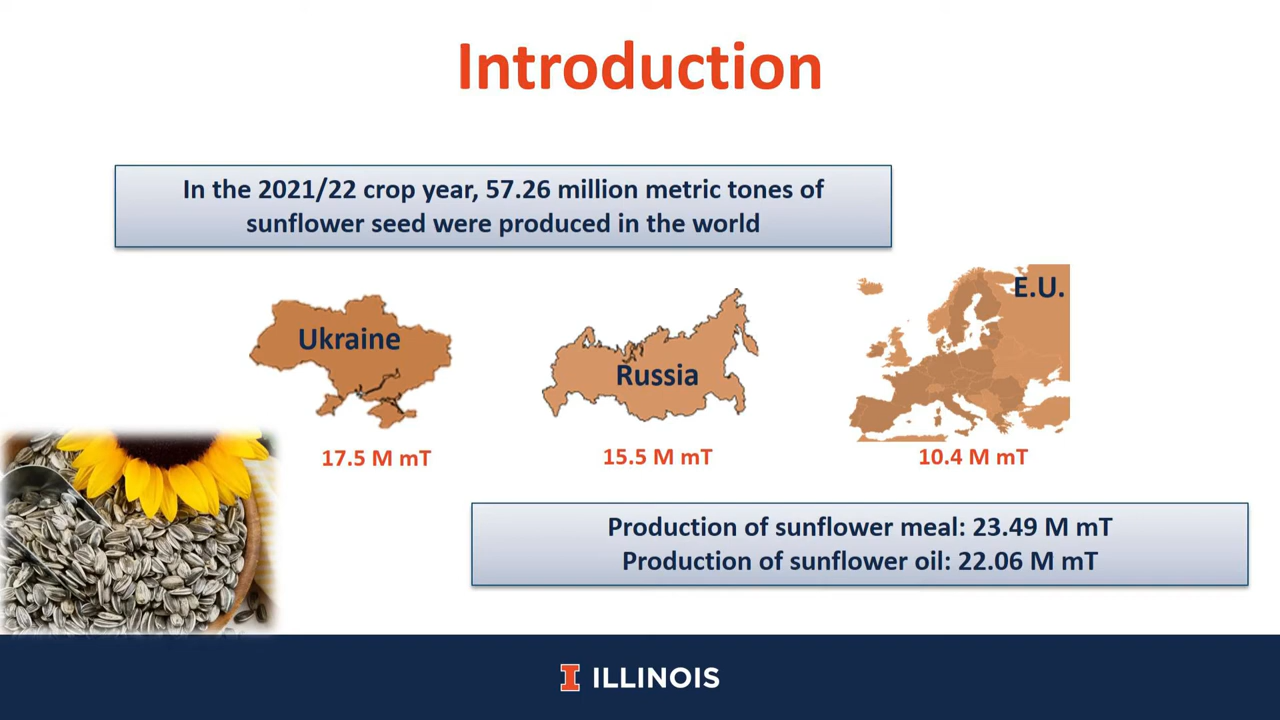 Introduction
In the 2021/22 crop year, 57.26 million metric tones of
sunflower seed were produced in the world
Ukraine
Russia
E.U.
17.5 M mT
15.5 M mT
10.4 M mT
Production of sunflower meal: 23.49 M mT
Production of sunflower oil: 22.06 M mT
I ILLINOIS